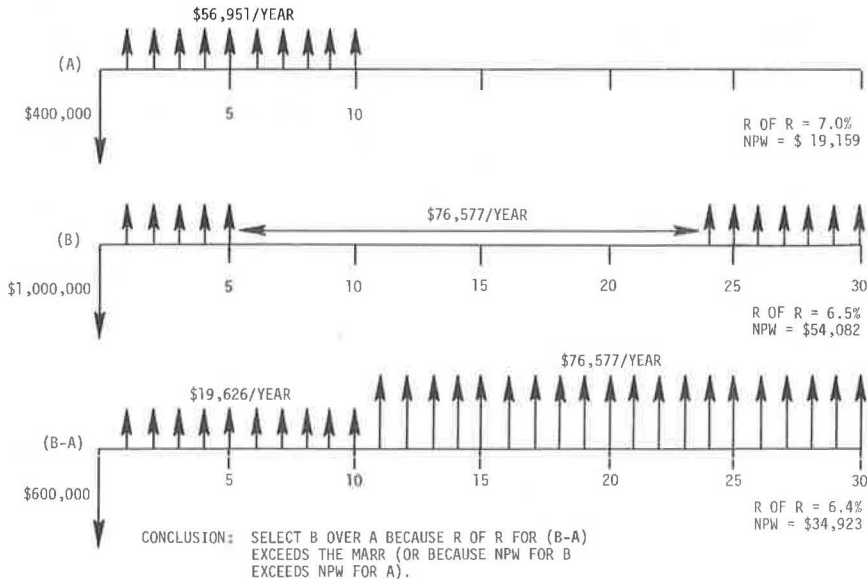 $56,951/YEAR
(A)
$400,000
5
10
R OF R = 7.0%
NPW = $ 19,159
$76,577/YEAR
(B)
$1,000,000
5
10
15
20
25
30
R OF R = 6.5%
NPW = $54,082
$76,577/YEAR
$19,626/YEAR
(B-A)
$600,000
5
10
15
20
25
30
R OF R = 6.4%
NPW = $34,923
CONCLUSION: SELECT B OVER A BECAUSE R OF R FOR (B-A)
EXCEEDS THE MARR (OR BECAUSE NPW FOR B
EXCEEDS NPW FOR A).